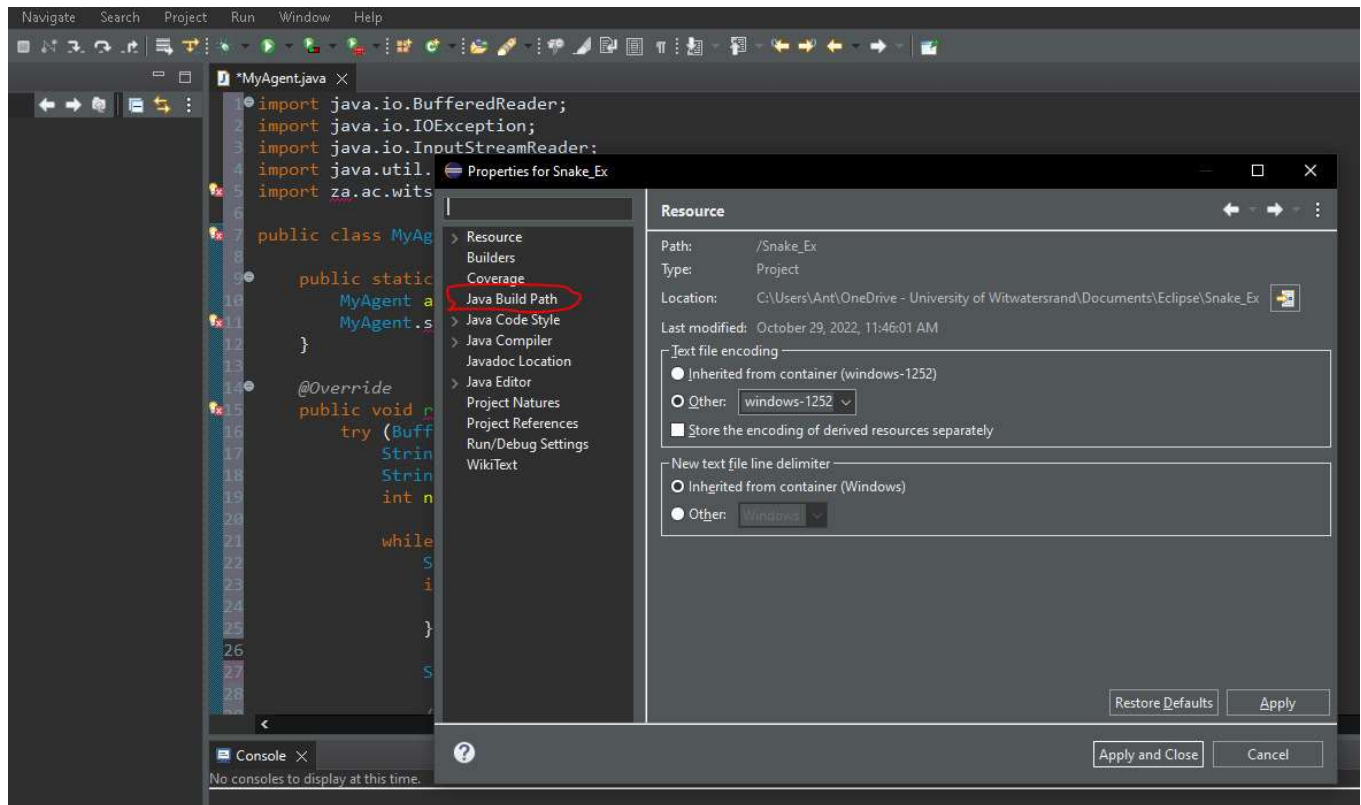 Navigate Search Project Run Window Help
*MyAgent.java
1 import java.io.BufferedReader;
2 import java.io.IOException;
3 import java.io.InputStreamReader;
4 import java.util.
5 import za.ac.wits
6
7 public class MyAg
8
9 public static
10 MyAgent a
11 MyAgent.s
12 }
13
14 @Override
15 public void r
16 try (Buff
17 Strin
18 Strin
19 int n
20
21 while
22 S
23 i
24
25 }
26
27 S
28
Console
No consoles to display at this time.
Properties for Snake_Ex
Resource
Builders
Coverage
Java Build Path
Java Code Style
Java Compiler
Javadoc Location
Java Editor
Project Natures
Project References
Run/Debug Settings
WikiText
Resource
Path: /Snake_Ex
Type: Project
Location: C:\Users\Ant\OneDrive - University of Witwatersrand\Documents\Eclipse\Snake_Ex
Last modified: October 29, 2022, 11:46:01 AM
Text file encoding
Inherited from container (windows-1252)
Other: windows-1252
Store the encoding of derived resources separately
New text file line delimiter
Inherited from container (Windows)
Other: Windows
Restore Defaults Apply
Apply and Close Cancel